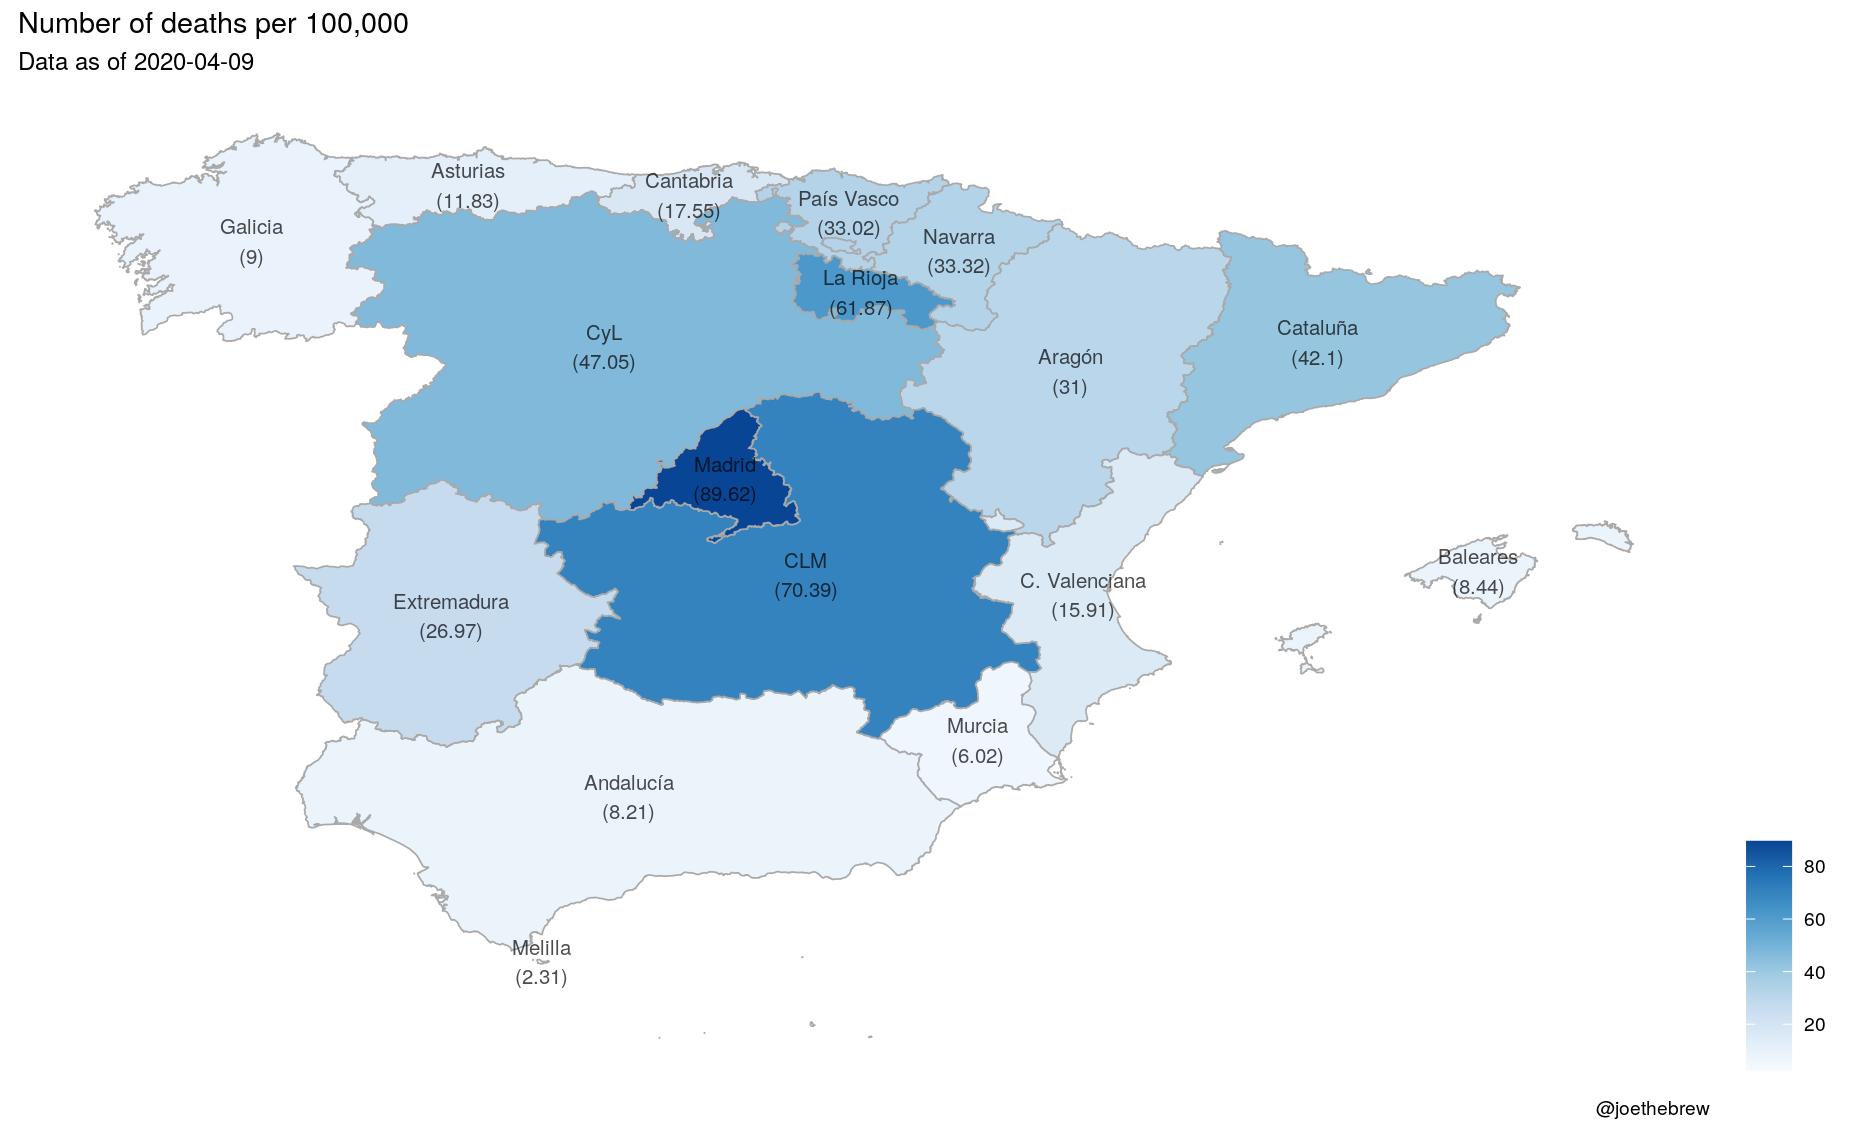 Number of deaths per 100,000
Data as of 2020-04-09
Asturias
(11.83)
Cantabria
(17.55)
País Vasco
(33.02)
Galicia
(9)
Navarra
(33.32)
La Rioja
(61.87)
CyL
(47.05)
Cataluña
(42.1)
Aragón
(31)
Madrid
(89.62)
CLM
(70.39)
Baleares
(8.44)
C. Valenciana
(15.91)
Extremadura
(26.97)
Murcia
(6.02)
Andalucía
(8.21)
Melilla
(2.31)
80
60
40
20
@joethebrew